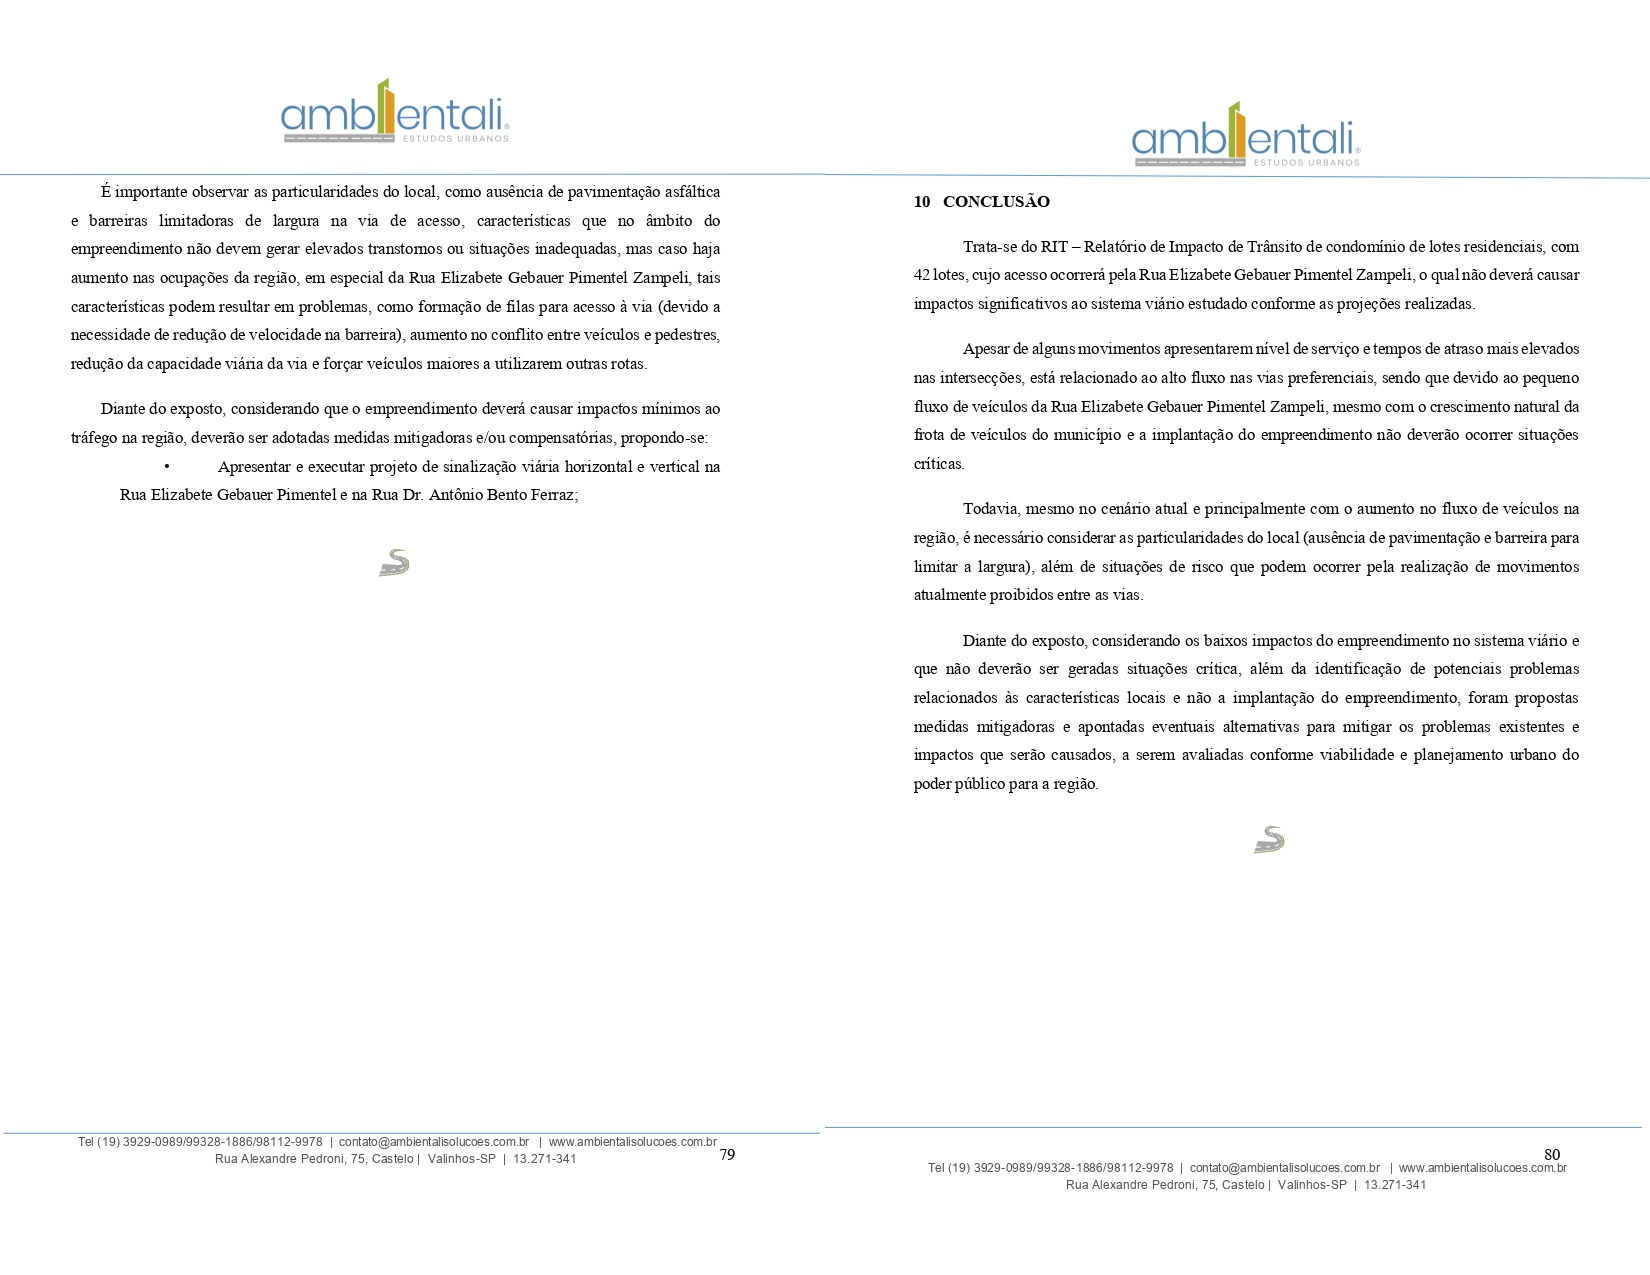 ambientali®
ESTUDOS URBANOS
É importante observar as particularidades do local, como ausência de pavimentação asfáltica
e barreiras limitadoras de largura na via de acesso, características que no âmbito do
empreendimento não devem gerar elevados transtornos ou situações inadequadas, mas caso haja
aumento nas ocupações da região, em especial da Rua Elizabete Gebauer Pimentel Zampeli, tais
características podem resultar em problemas, como formação de filas para acesso à via (devido a
necessidade de redução de velocidade na barreira), aumento no conflito entre veículos e pedestres,
redução da capacidade viária da via e forçar veículos maiores a utilizarem outras rotas.
Diante do exposto, considerando que o empreendimento deverá causar impactos mínimos ao
tráfego na região, deverão ser adotadas medidas mitigadoras e/ou compensatórias, propondo-se:
• Apresentar e executar projeto de sinalização viária horizontal e vertical na
Rua Elizabete Gebauer Pimentel e na Rua Dr. Antônio Bento Ferraz;
Tel (19) 3929-0989/99328-1886/98112-9978 | contato@ambientalisolucoes.com.br | www.ambientalisolucoes.com.br
Rua Alexandre Pedroni, 75, Castelo | Valinhos-SP | 13.271-341
79
ambientali®
ESTUDOS URBANOS
10 CONCLUSÃO
Trata-se do RIT – Relatório de Impacto de Trânsito de condomínio de lotes residenciais, com
42 lotes, cujo acesso ocorrerá pela Rua Elizabete Gebauer Pimentel Zampeli, o qual não deverá causar
impactos significativos ao sistema viário estudado conforme as projeções realizadas.
Apesar de alguns movimentos apresentarem nível de serviço e tempos de atraso mais elevados
nas intersecções, está relacionado ao alto fluxo nas vias preferenciais, sendo que devido ao pequeno
fluxo de veículos da Rua Elizabete Gebauer Pimentel Zampeli, mesmo com o crescimento natural da
frota de veículos do município e a implantação do empreendimento não deverão ocorrer situações
críticas.
Todavia, mesmo no cenário atual e principalmente com o aumento no fluxo de veículos na
região, é necessário considerar as particularidades do local (ausência de pavimentação e barreira para
limitar a largura), além de situações de risco que podem ocorrer pela realização de movimentos
atualmente proibidos entre as vias.
Diante do exposto, considerando os baixos impactos do empreendimento no sistema viário e
que não deverão ser geradas situações crítica, além da identificação de potenciais problemas
relacionados às características locais e não a implantação do empreendimento, foram propostas
medidas mitigadoras e apontadas eventuais alternativas para mitigar os problemas existentes e
impactos que serão causados, a serem avaliadas conforme viabilidade e planejamento urbano do
poder público para a região.
80
Tel (19) 3929-0989/99328-1886/98112-9978 | contato@ambientalisolucoes.com.br | www.ambientalisolucoes.com.br
Rua Alexandre Pedroni, 75, Castelo | Valinhos-SP | 13.271-341